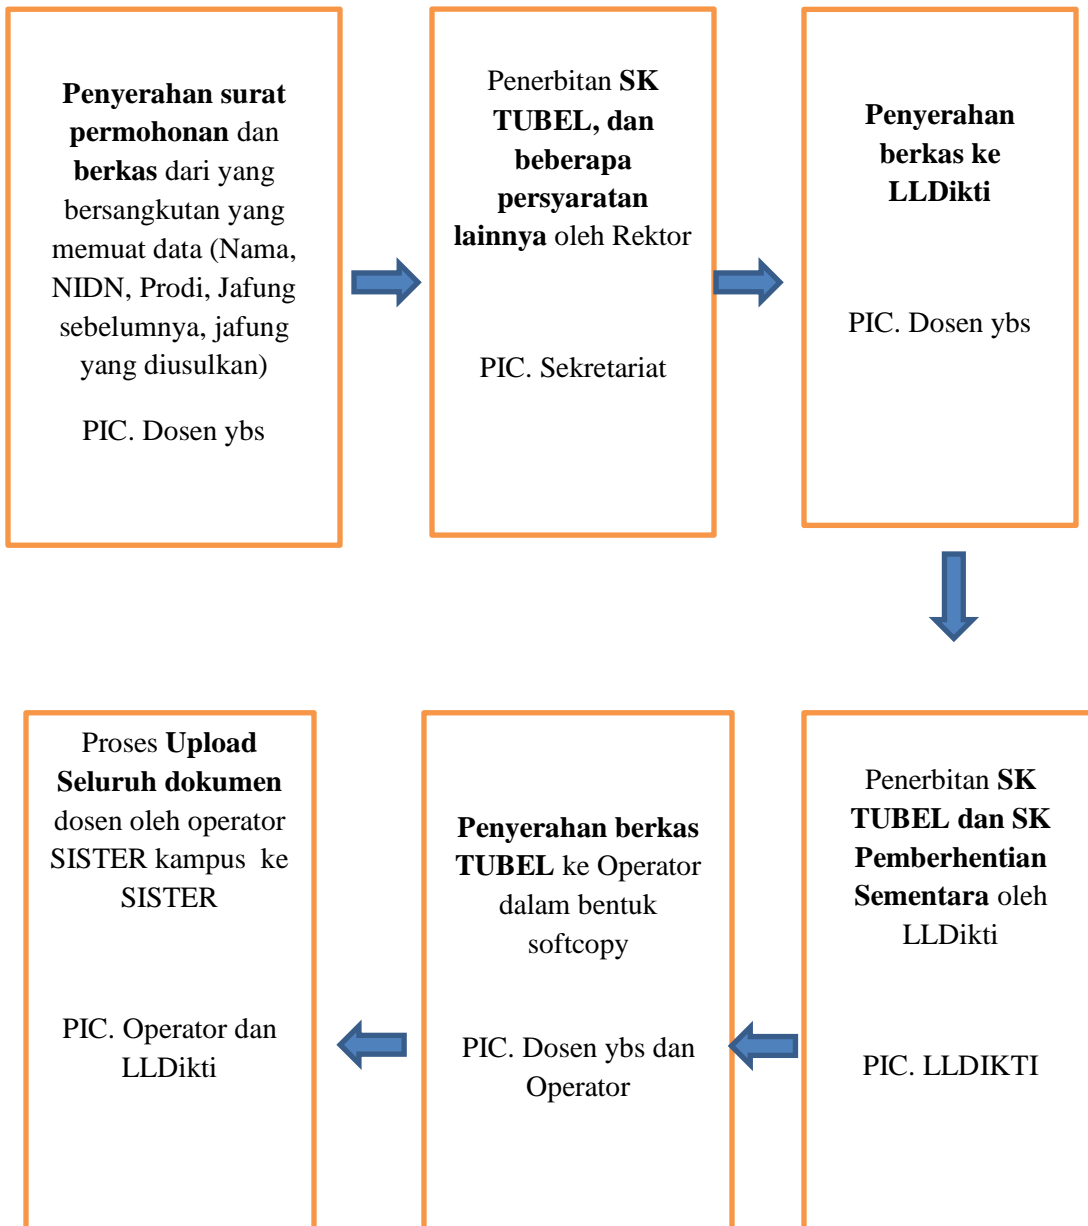 Penyerahan surat
permohonan dan
berkas dari yang
bersangkutan yang
memuat data (Nama,
NIDN, Prodi, Jafung
sebelumnya, jafung
yang diusulkan)
PIC. Dosen ybs
Penerbitan SK
TUBEL, dan
beberapa
persyaratan
lainnya oleh Rektor
PIC. Sekretariat
Penyerahan
berkas ke
LLDikti
PIC. Dosen ybs
Penerbitan SK
TUBEL dan SK
Pemberhentian
Sementara oleh
LLDikti
PIC. LLDIKTI
Penyerahan berkas
TUBEL ke Operator
dalam bentuk
softcopy
PIC. Dosen ybs dan
Operator
Proses Upload
Seluruh dokumen
dosen oleh operator
SISTER kampus ke
SISTER
PIC. Operator dan
LLDikti